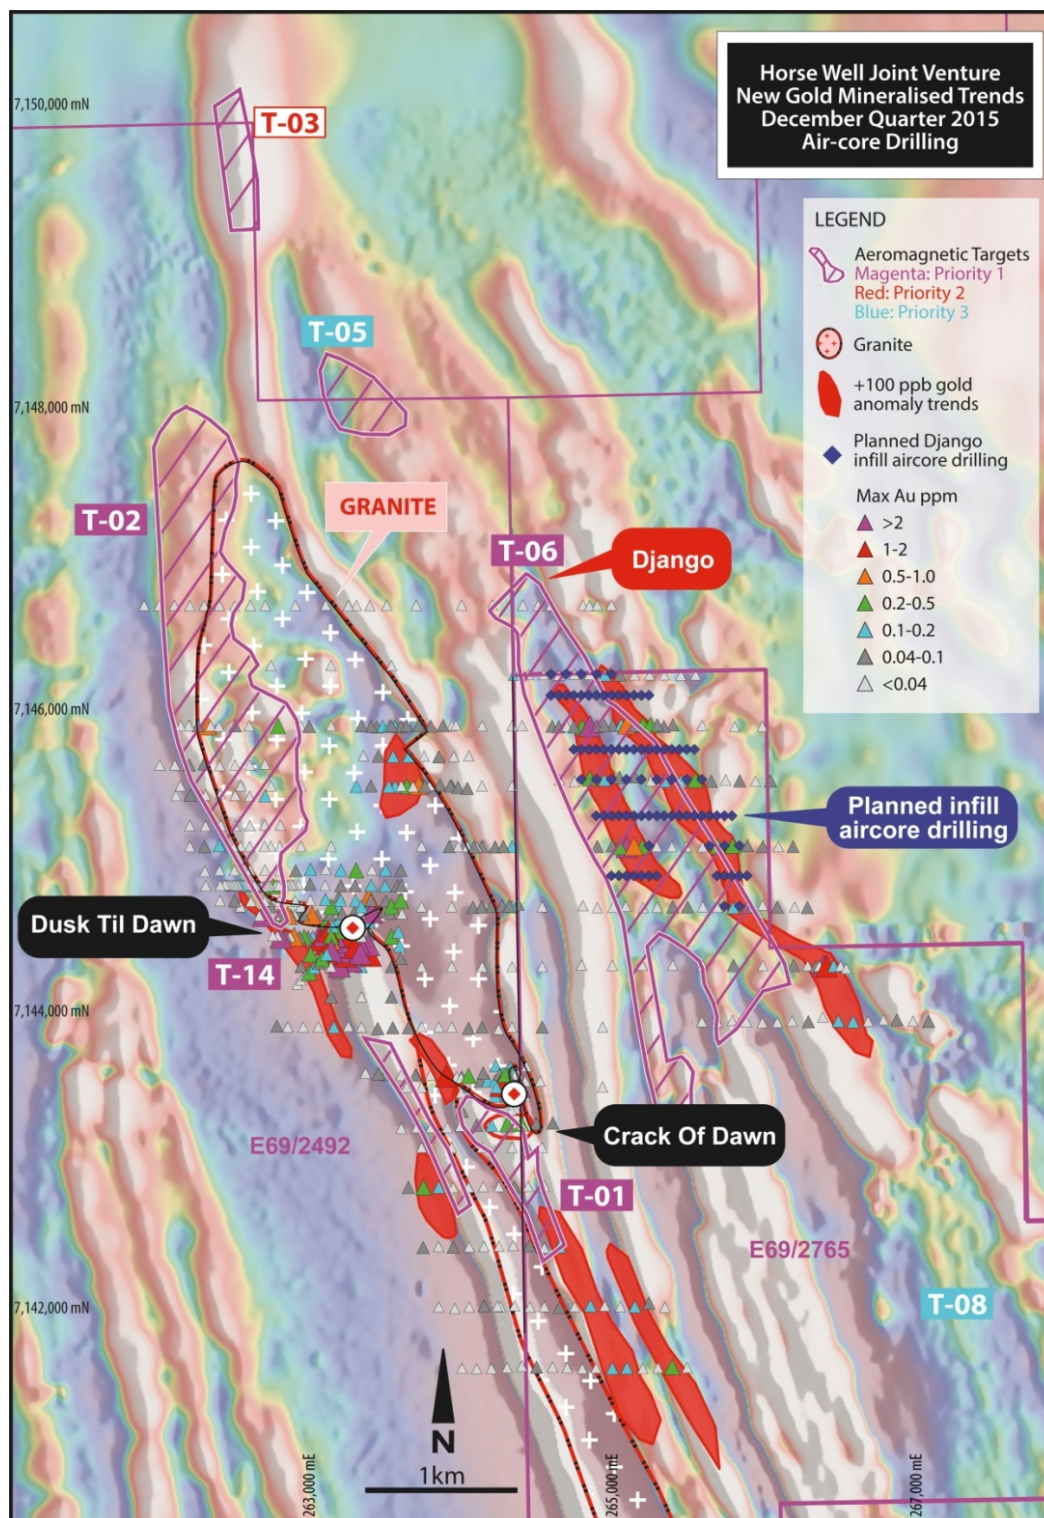 Horse Well Joint Venture
New Gold Mineralised Trends
December Quarter 2015
Air-core Drilling
7,150,000 mN
T-03
LEGEND
Aeromagnetic Targets
Magenta: Priority 1
Red: Priority 2
Blue: Priority 3
Granite
+100 ppb gold
anomaly trends
Planned Django
infill aircore drilling
Max Au ppm
>2
1-2
0.5-1.0
0.2-0.5
0.1-0.2
0.04-0.1
<0.04
T-05
7,148,000 mN
GRANITE
T-02
T-06
Django
7,146,000 mN
Planned infill
aircore drilling
Dusk Til Dawn
T-14
7,144,000 mN
Crack Of Dawn
E69/2492
T-01
E69/2765
T-08
7,142,000 mN
N
1km
263,000 mE
265,000 mE
267,000 mE